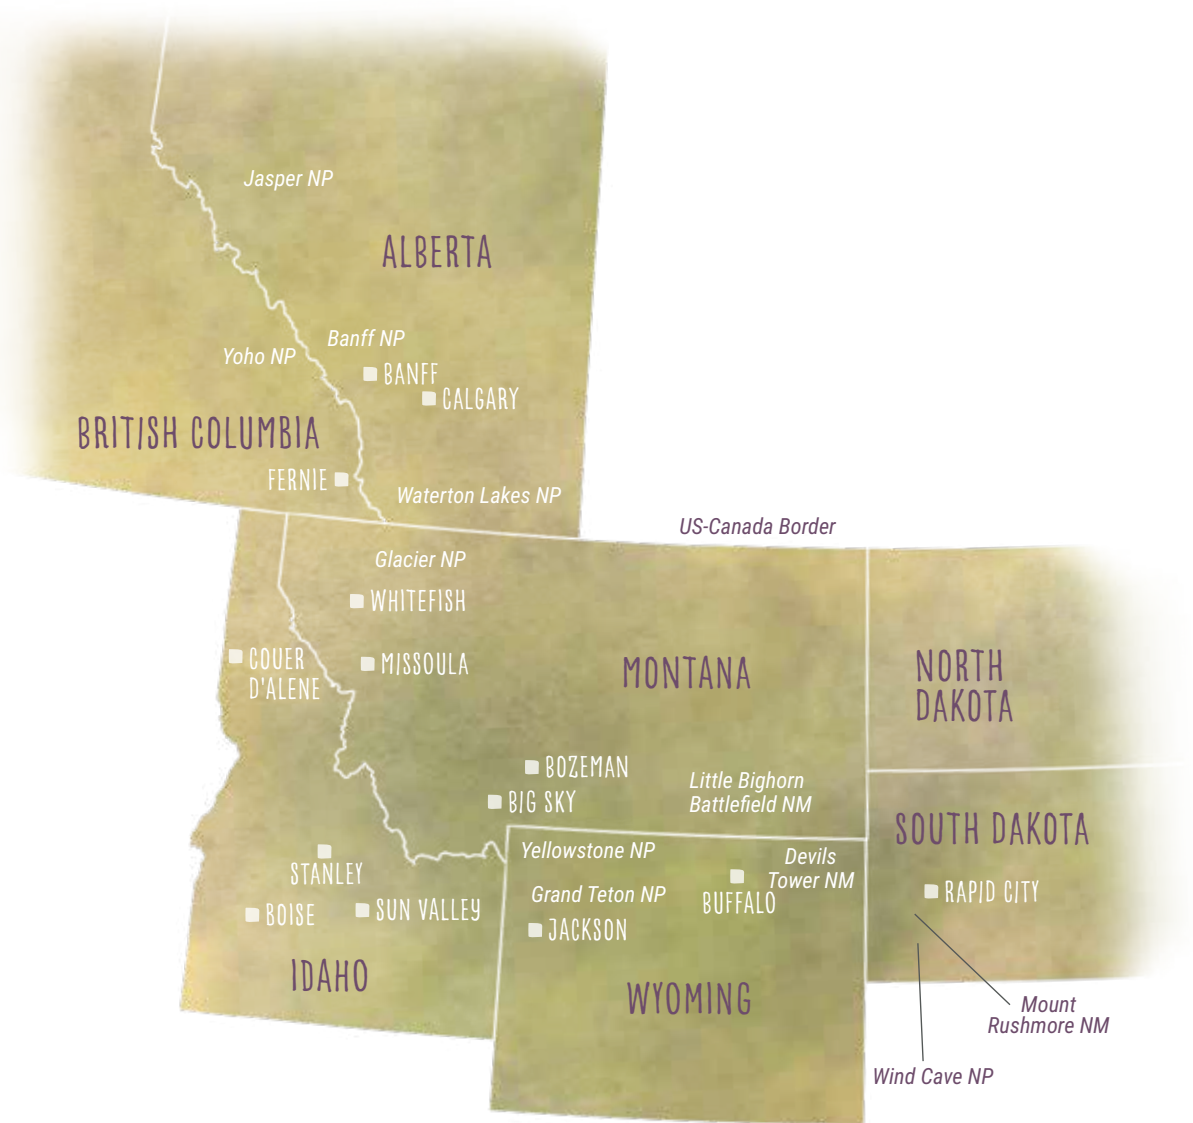 Jasper NP
ALBERTA
Banff NP
Yoho NP
BANFF
CALGARY
BRITISH COLUMBIA
FERNIE
Waterton Lakes NP
US-Canada Border
Glacier NP
WHITEFISH
COUER
D'ALENE
MISSOULA
MONTANA
NORTH
DAKOTA
BOZEMAN
BIG SKY
Little Bighorn
Battlefield NM
SOUTH DAKOTA
Yellowstone NP
Devils
Tower NM
STANLEY
Grand Teton NP
BUFFALO
RAPID CITY
BOISE
SUN VALLEY
JACKSON
IDAHO
WYOMING
Mount
Rushmore NM
Wind Cave NP